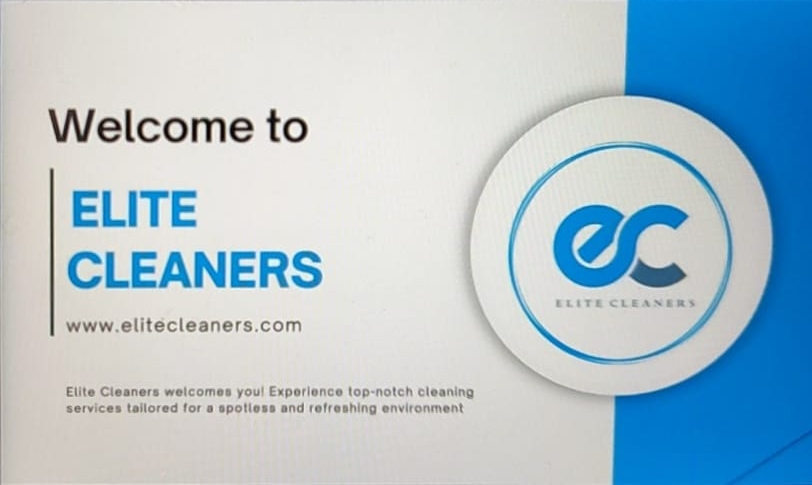 Welcome to
ELITE
CLEANERS
www.elitecleaners.com
Elite Cleaners welcomes you! Experience top-notch cleaning
services tailored for a spotless and refreshing environment
ec
ELITE CLEANERS